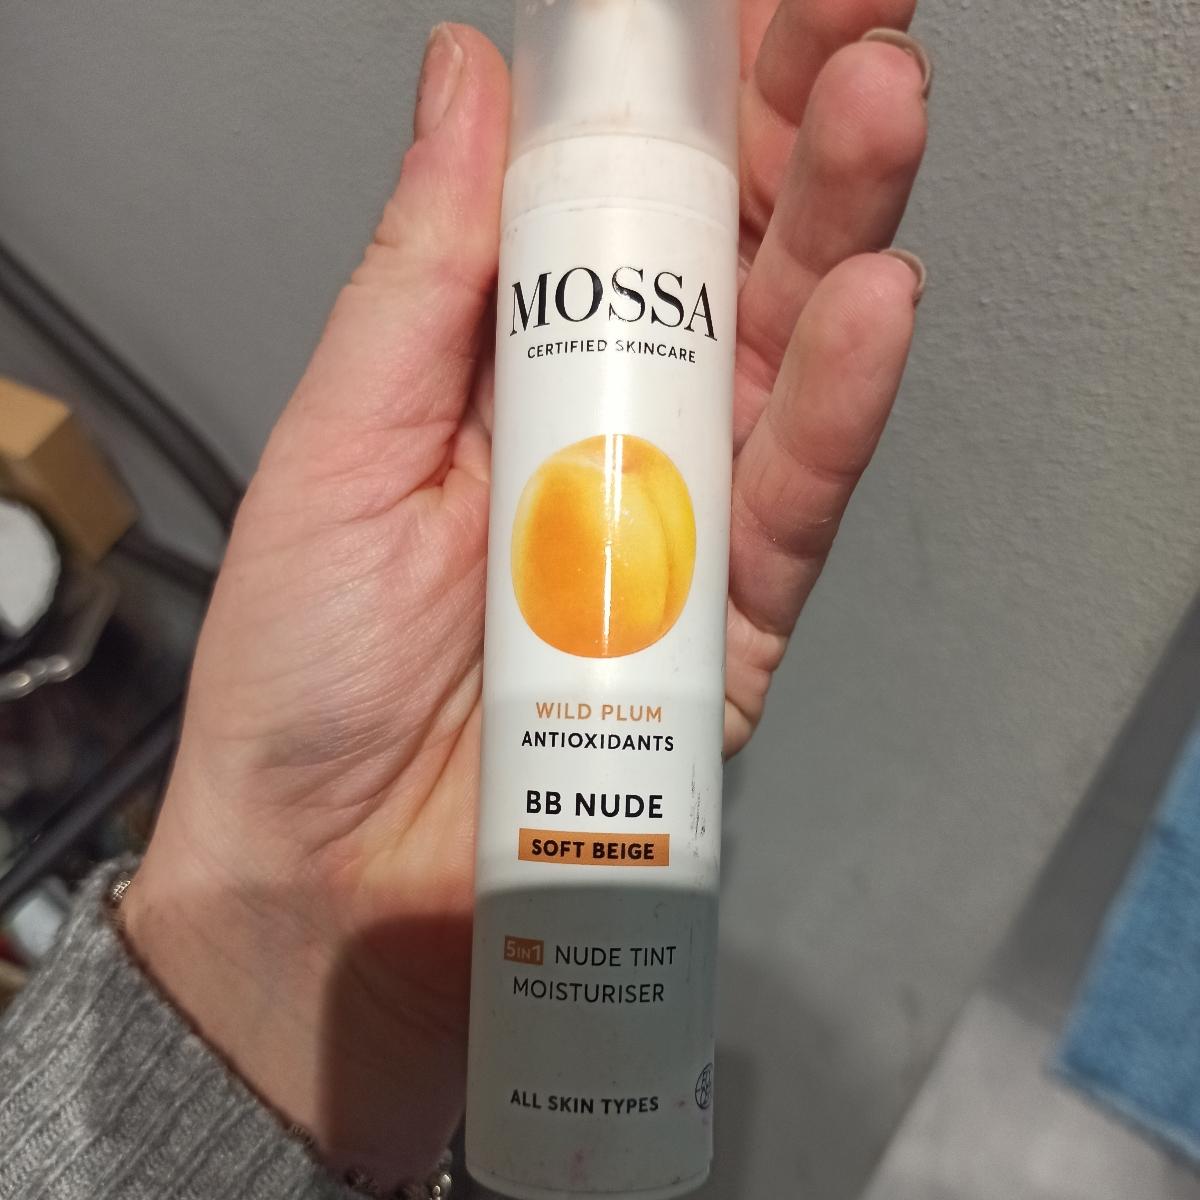 MOSSA
CERTIFIED SKINCARE
WILD PLUM
ANTIOXIDANTS
BB NUDE
SOFT BEIGE
5IN1 NUDE TINT
MOISTURISER
ALL SKIN TYPES